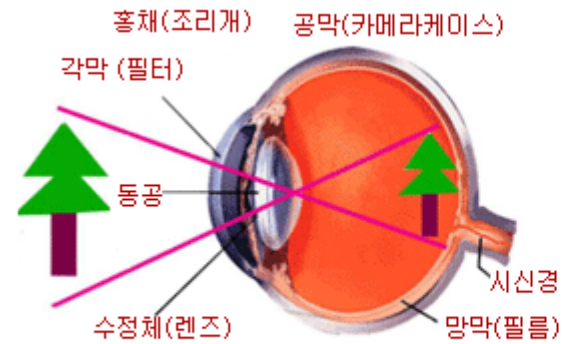 홍채(조리개)
공막(카메라케이스)
각막 (필터)
동공
시신경
수정체(렌즈)
망막(필름)